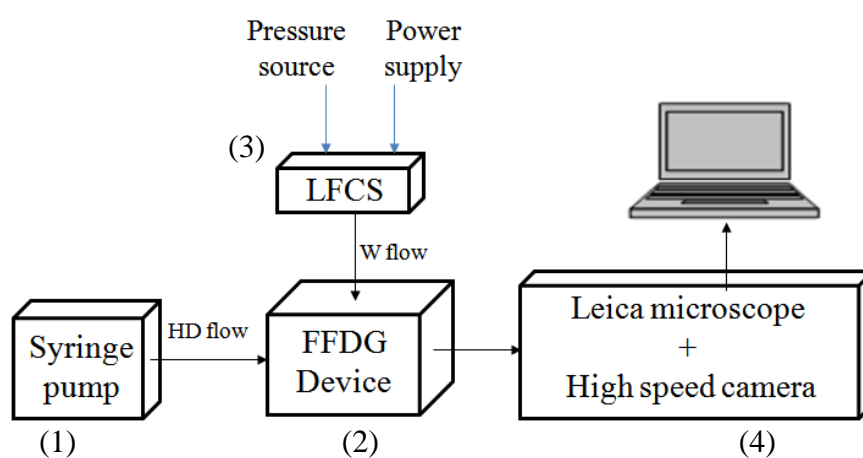 Pressure
source
Power
supply
(3)
LFCS
W flow
Syringe
pump
HD flow
FFDG
Device
Leica microscope
+
High speed camera
(1)
(2)
(4)